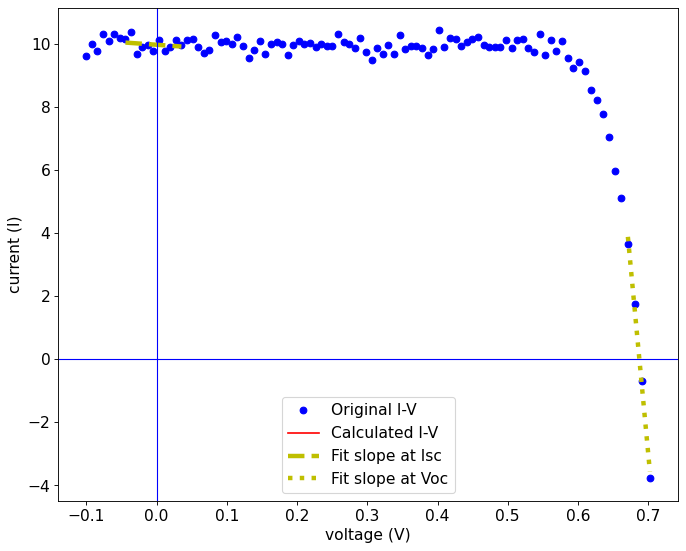 10
8
6
4
2
0
−2
−4
current (I)
Original I-V
Calculated I-V
Fit slope at Isc
Fit slope at Voc
−0.1 0.0 0.1 0.2 0.3 0.4 0.5 0.6 0.7
voltage (V)